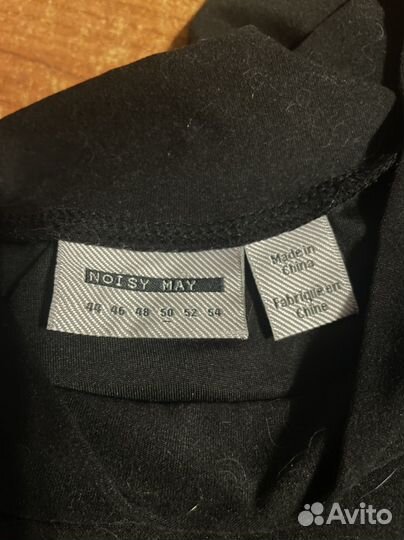 NOISY MAY
44 46 48 50 52 54
Made in
China
Fabriqué en
Chine
Avito